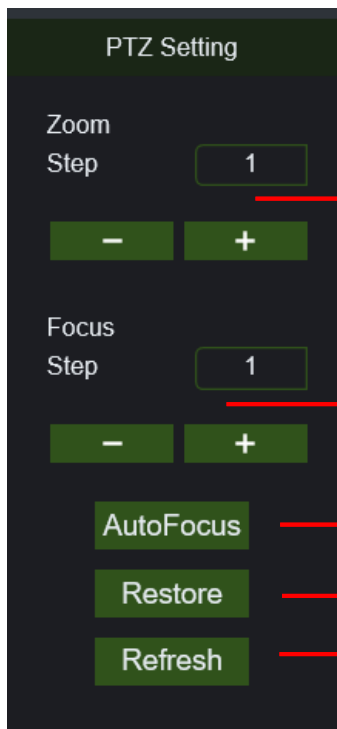 PTZ Setting
Zoom
Step 1
− +
Focus
Step 1
− +
AutoFocus
Restore
Refresh